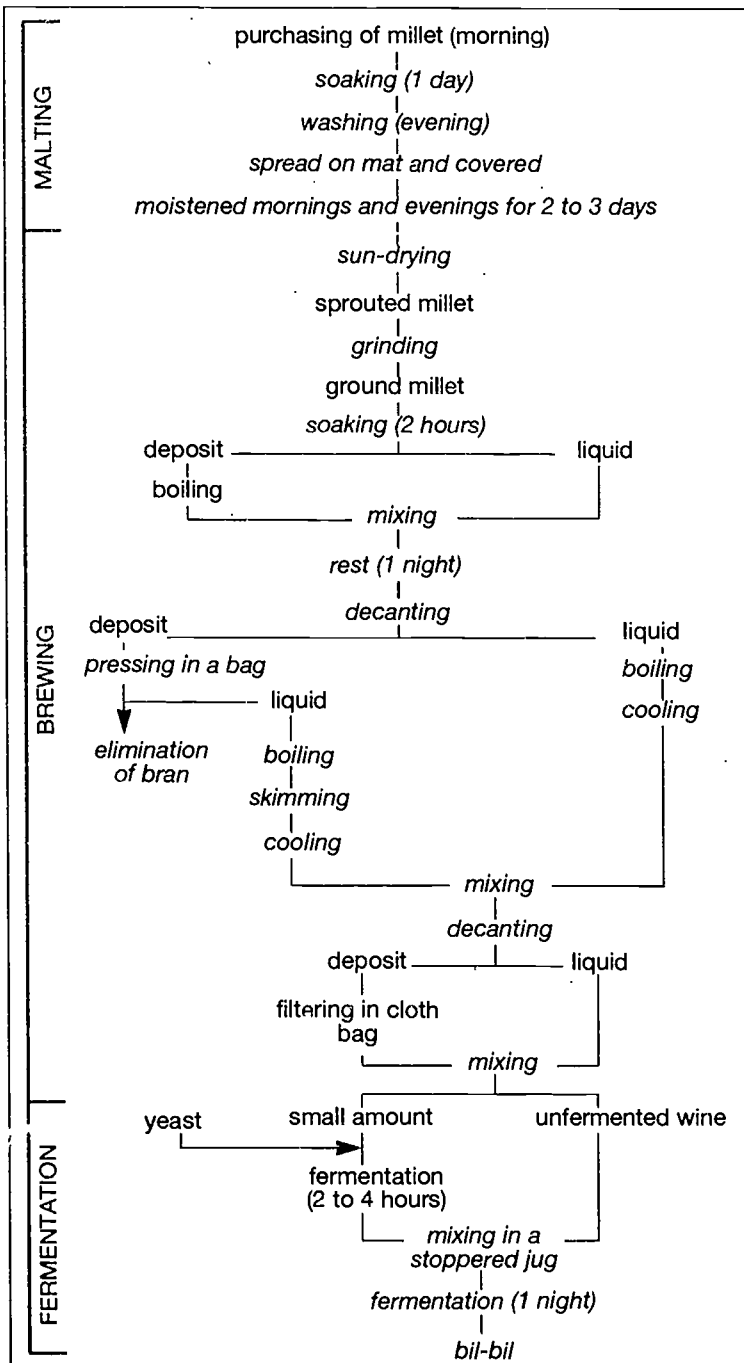 MALTING
purchasing of millet (morning)
soaking (1 day)
washing (evening)
spread on mat and covered
moistened mornings and evenings for 2 to 3 days
BREWING
sun-drying
sprouted millet
grinding
ground millet
soaking (2 hours)
deposit
liquid
boiling
mixing
rest (1 night)
decanting
deposit
liquid
pressing in a bag
boiling
liquid
cooling
elimination
of bran
boiling
skimming
cooling
mixing
decanting
deposit
liquid
filtering in cloth
bag
mixing
FERMENTATION
yeast
small amount
unfermented wine
fermentation
(2 to 4 hours)
mixing in a
stoppered jug
fermentation (1 night)
bil-bil